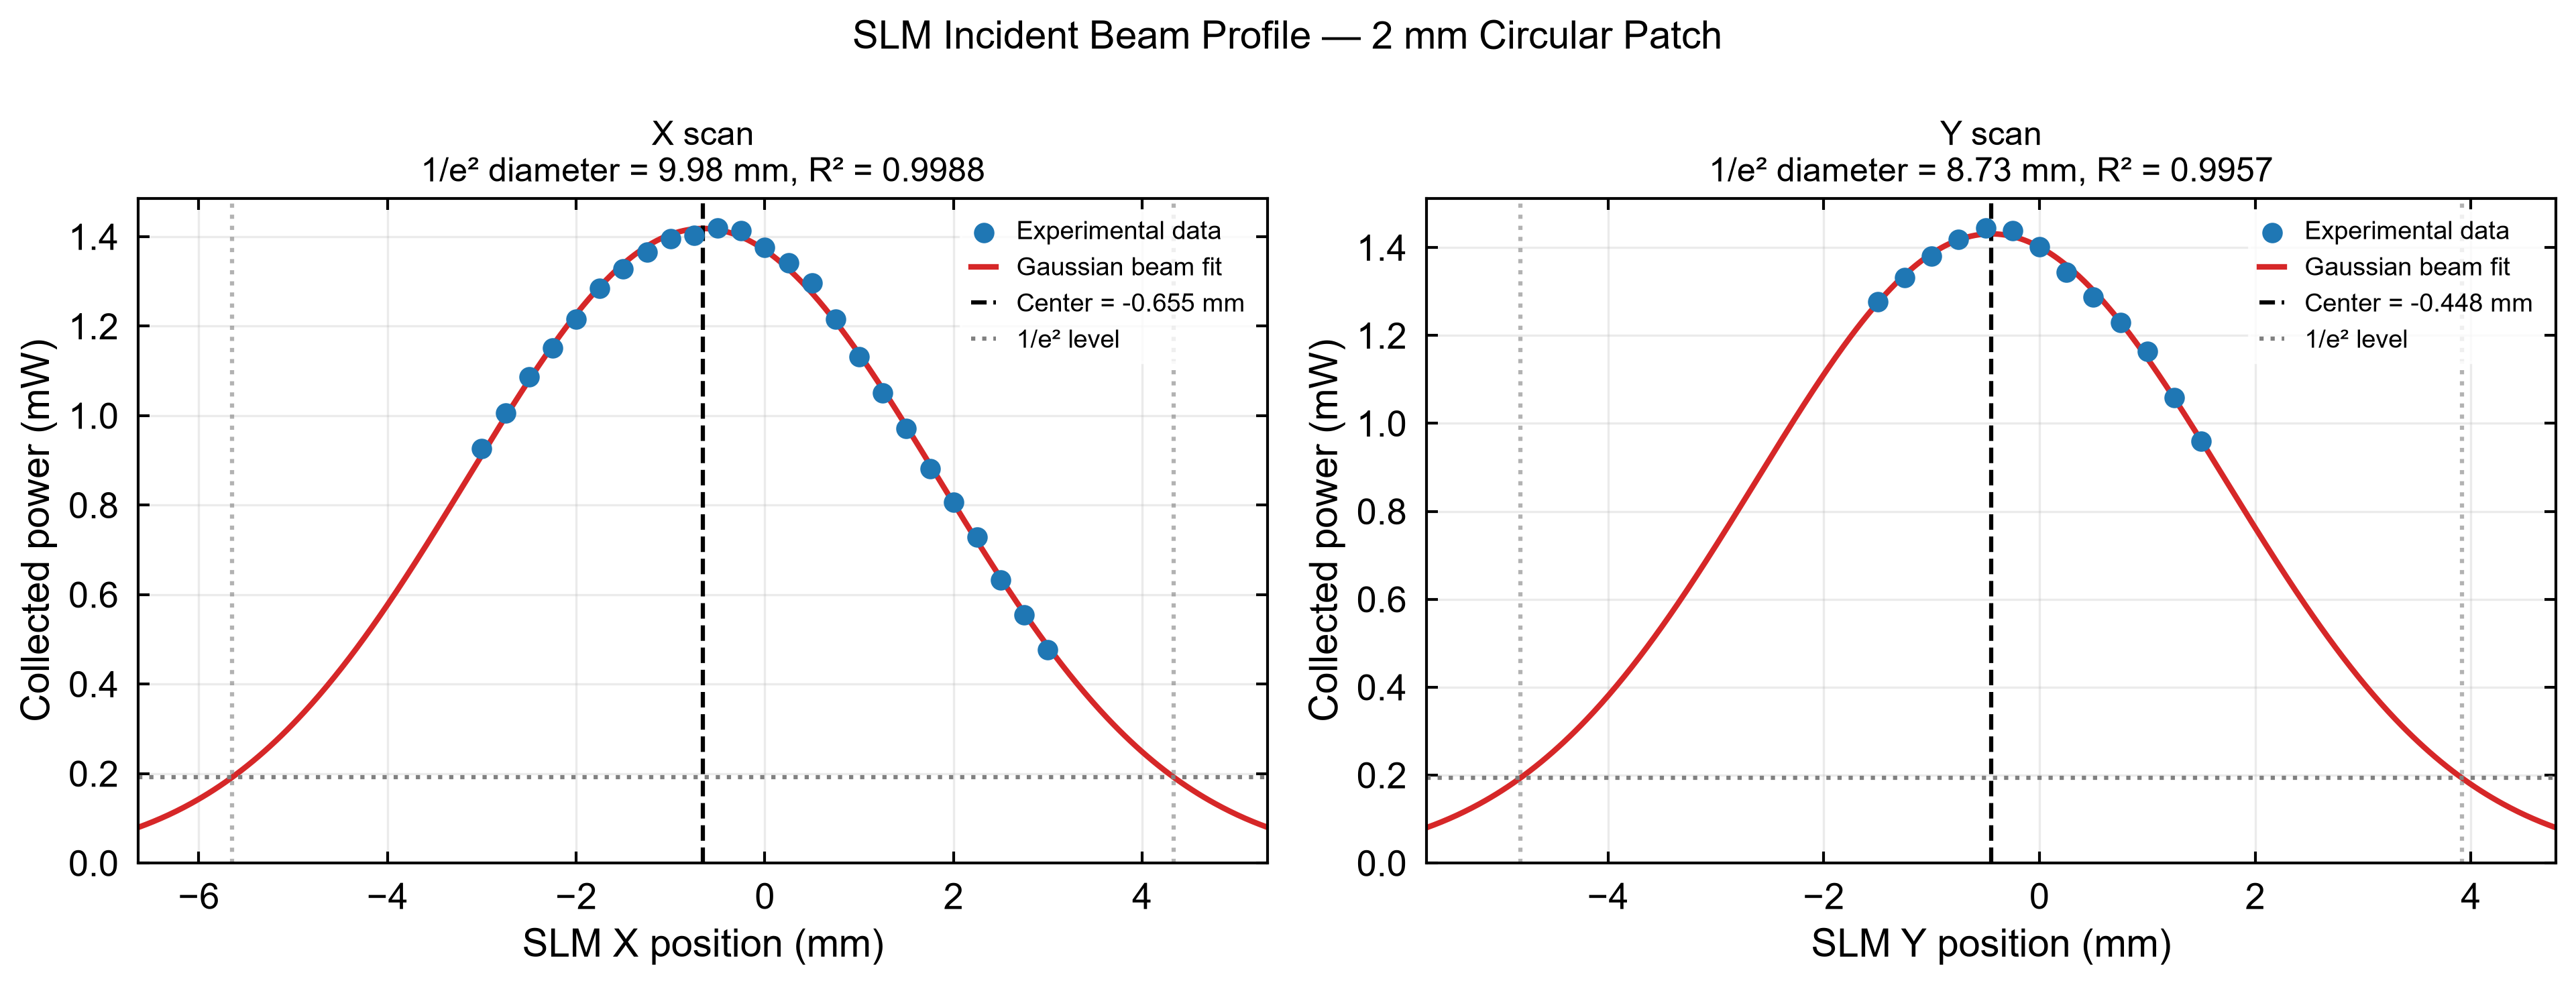 SLM Incident Beam Profile — 2 mm Circular Patch
X scan
1/e² diameter = 9.98 mm, R² = 0.9988
Collected power (mW)
1.4
1.2
1.0
0.8
0.6
0.4
0.2
0.0
Experimental data
Gaussian beam fit
Center = -0.655 mm
1/e² level
−6
−4
−2
0
2
4
SLM X position (mm)
Y scan
1/e² diameter = 8.73 mm, R² = 0.9957
Collected power (mW)
1.4
1.2
1.0
0.8
0.6
0.4
0.2
0.0
Experimental data
Gaussian beam fit
Center = -0.448 mm
1/e² level
−4
−2
0
2
4
SLM Y position (mm)